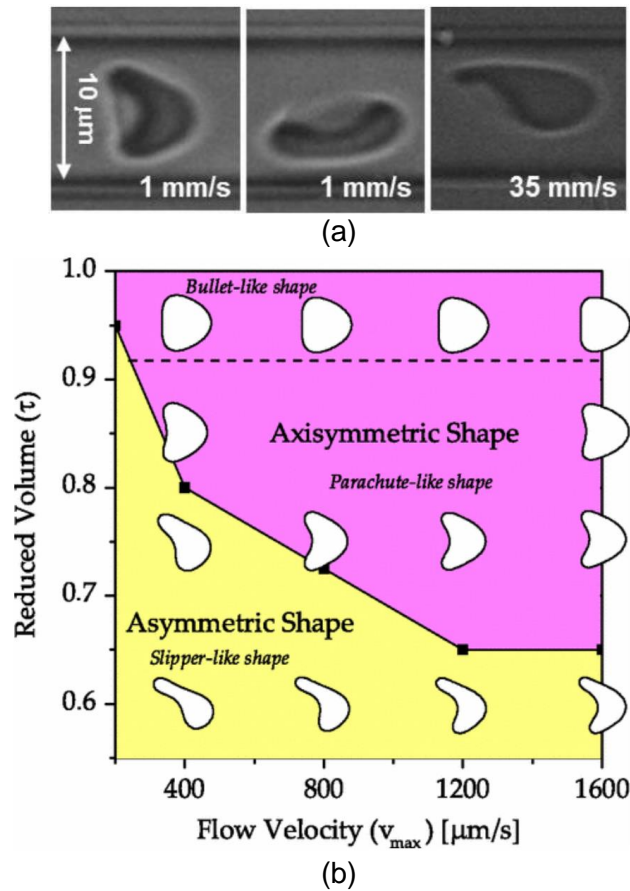 10 µm
1 mm/s
1 mm/s
35 mm/s
(a)
1.0
0.9
0.8
0.7
0.6
Reduced Volume (τ)
Bullet-like shape
Axisymmetric Shape
Parachute-like shape
Asymmetric Shape
Slipper-like shape
400
800
1200
1600
Flow Velocity (vmax) [µm/s]
(b)